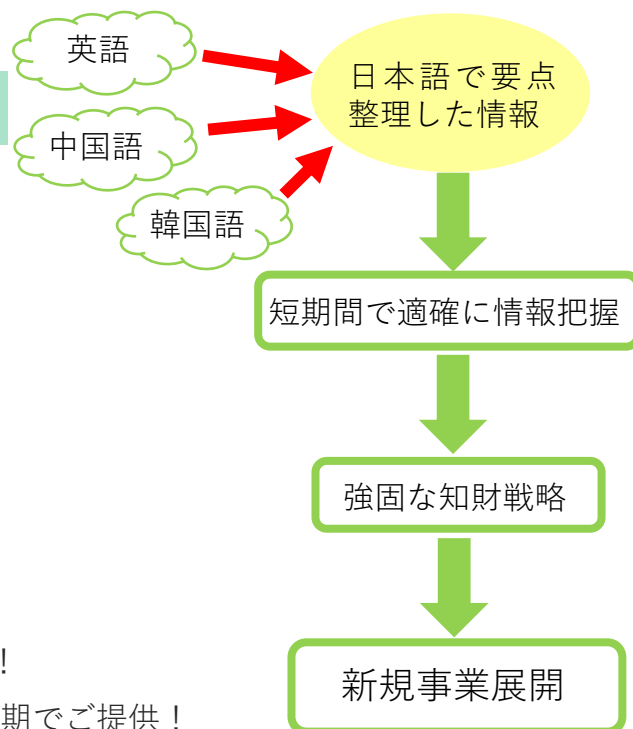 英語
中国語
韓国語
日本語で要点
整理した情報
短期間で適確に情報把握
強固な知財戦略
新規事業展開
！
期でご提供！